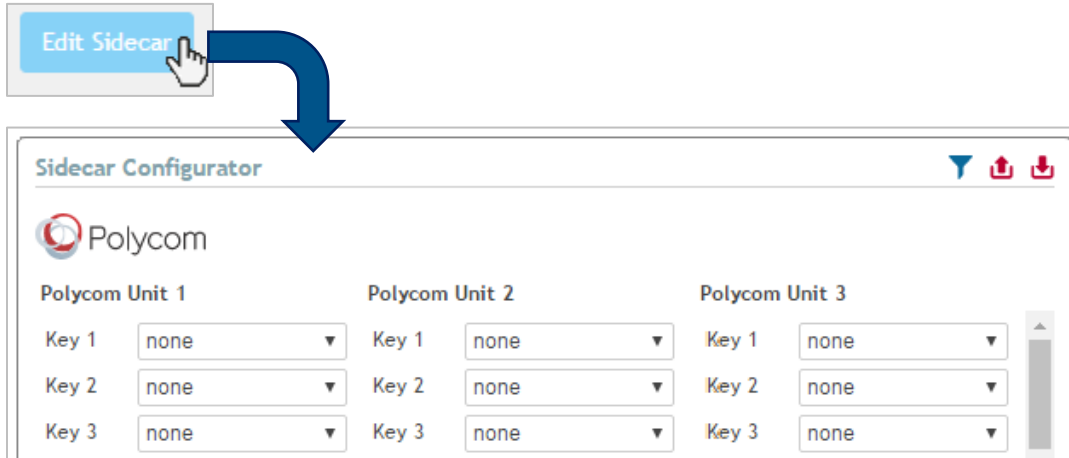 Edit Sidecar
Sidecar Configurator
Polycom
Polycom Unit 1 Polycom Unit 2 Polycom Unit 3
Key 1 none Key 1 none Key 1 none
Key 2 none Key 2 none Key 2 none
Key 3 none Key 3 none Key 3 none